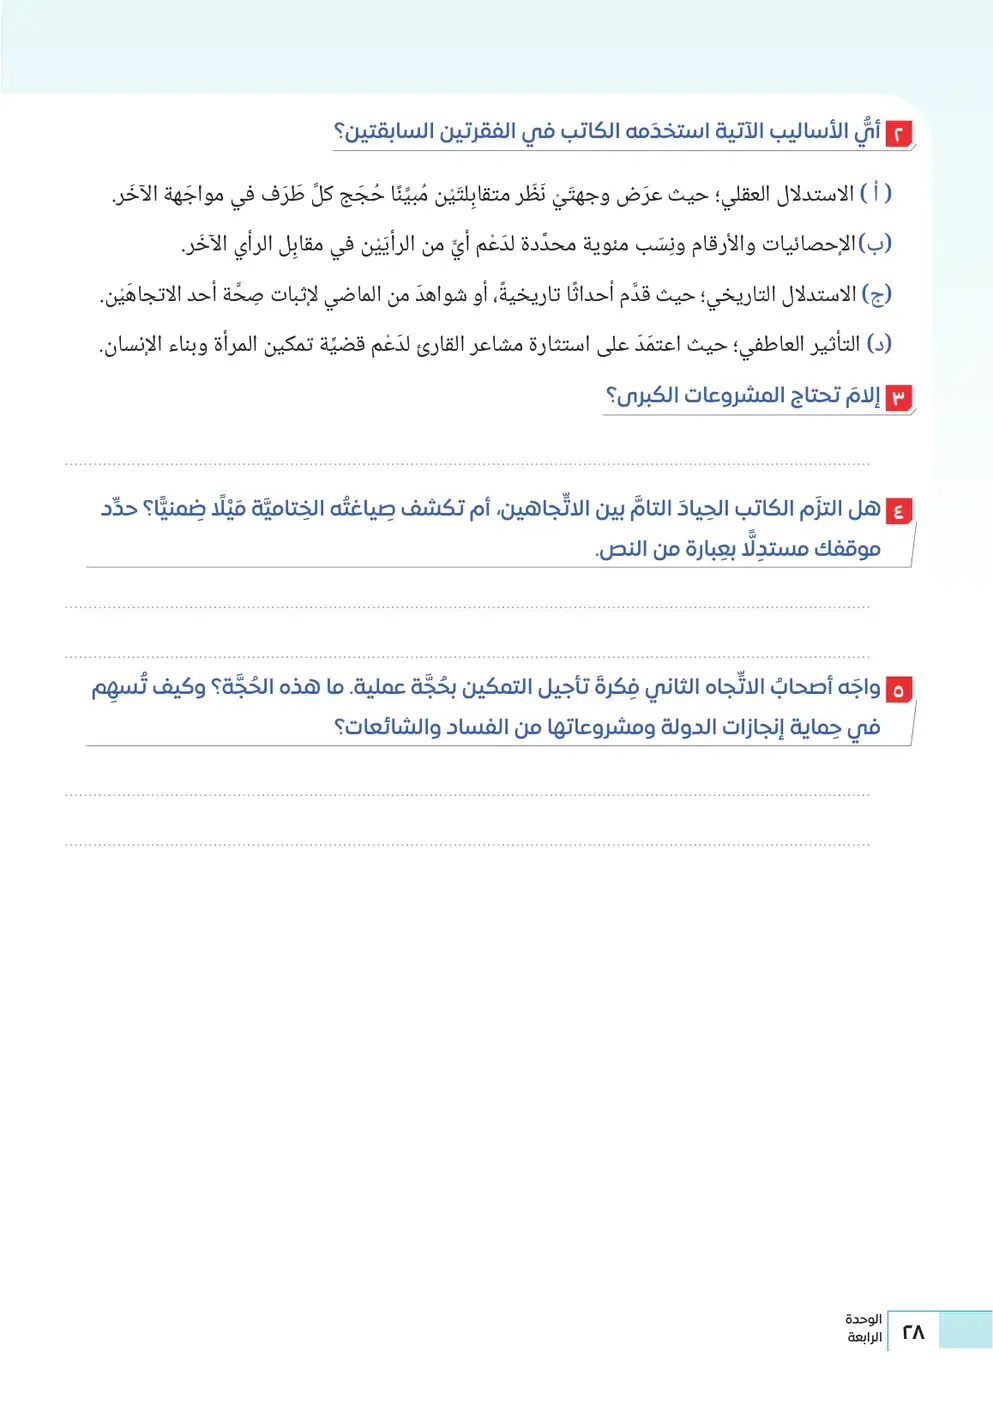 ٢ أيُّ الأساليب الآتية استخدَمه الكاتب في الفقرتين السابقتين؟
( أ ) الاستدلال العقلي؛ حيث عرَض وجهتَيْ نَظَر متقابِلتَيْن مُبيِّنًا حُجَج كلِّ طَرَف في مواجَهة الآخَر.
(ب) الإحصائيات والأرقام ونِسَب مئوية محدَّدة لدَعْم أيٍّ من الرأيَيْن في مقابِل الرأي الآخَر.
(ج) الاستدلال التاريخي؛ حيث قدَّم أحداثًا تاريخيةً، أو شواهدَ من الماضي لإثبات صِحَّة أحد الاتجاهَيْن.
(د) التأثير العاطفي؛ حيث اعتمَدَ على استثارة مشاعر القارئ لدَعْم قضيَّة تمكين المرأة وبناء الإنسان.
٣ إلامَ تحتاج المشروعات الكبرى؟
٤ هل التزَم الكاتب الحِيادَ التامَّ بين الاتِّجاهين، أم تكشف صِياغتُه الخِتاميَّة مَيْلًا ضِمنيًّا؟ حدِّد
موقفك مستدِلًّا بعِبارة من النص.
٥ واجَه أصحابُ الاتِّجاه الثاني فِكرةَ تأجيل التمكين بحُجَّة عملية. ما هذه الحُجَّة؟ وكيف تُسهِم
في حِماية إنجازات الدولة ومشروعاتها من الفساد والشائعات؟
الوحدة
الرابعة
٢٨